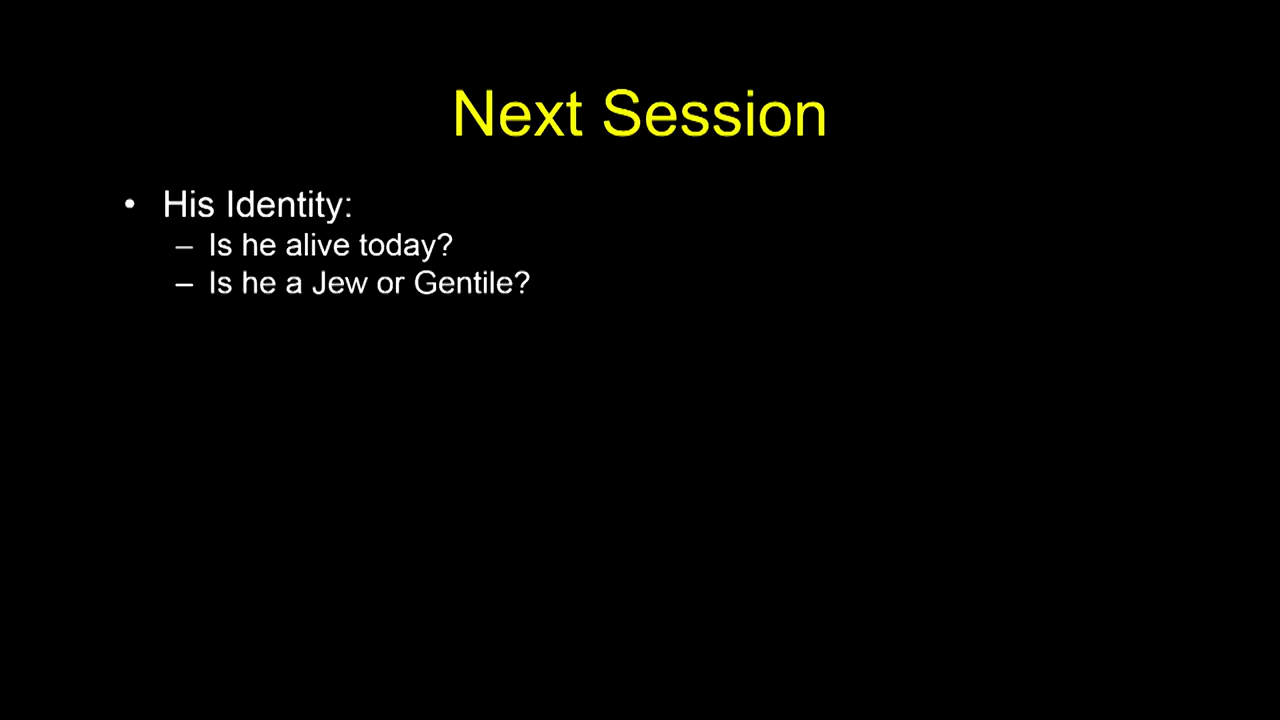 Next Session
• His Identity:
– Is he alive today?
– Is he a Jew or Gentile?